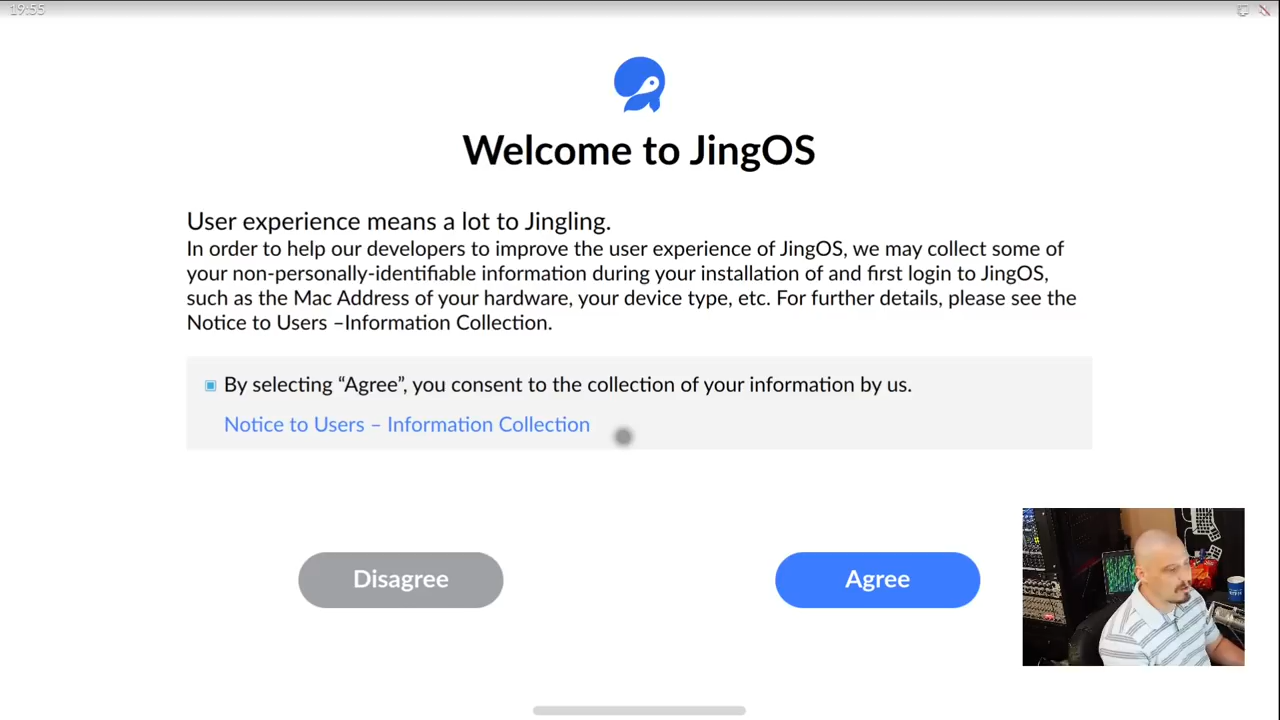 19:55
Welcome to JingOS
User experience means a lot to Jingling.
In order to help our developers to improve the user experience of JingOS, we may collect some of
your non-personally-identifiable information during your installation of and first login to JingOS,
such as the Mac Address of your hardware, your device type, etc. For further details, please see the
Notice to Users –Information Collection.
By selecting “Agree”, you consent to the collection of your information by us.
Notice to Users – Information Collection
Disagree
Agree